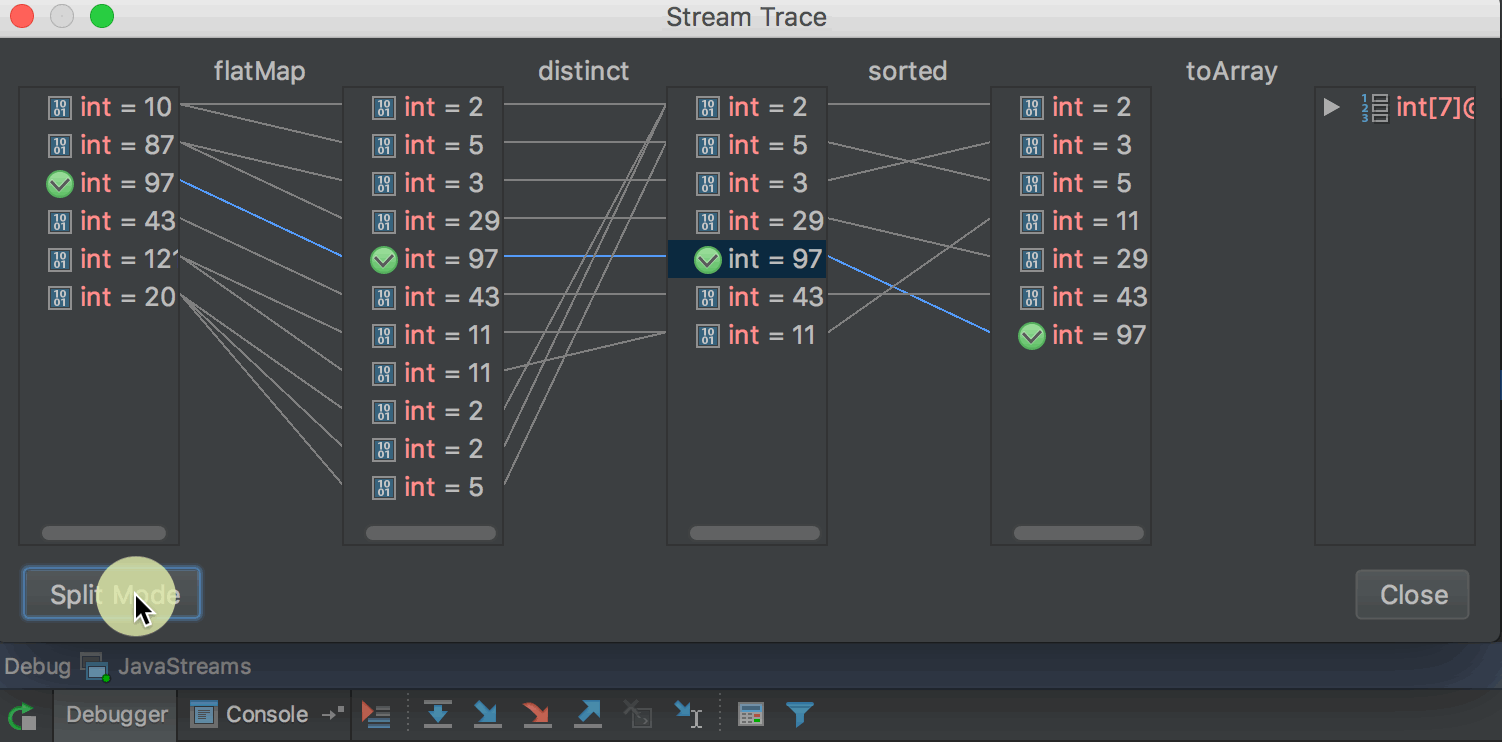 Stream Trace
flatMap distinct sorted toArray
int = 10 int = 2 int = 2 int = 2 int[7]@
int = 87 int = 5 int = 5 int = 3
int = 97 int = 3 int = 3 int = 5
int = 43 int = 29 int = 29 int = 11
int = 12 int = 97 int = 97 int = 29
int = 20 int = 43 int = 43 int = 43
int = 11 int = 11 int = 97
int = 11
int = 2
int = 2
int = 5
Split Mode Close
Debug JavaStreams
Debugger Console